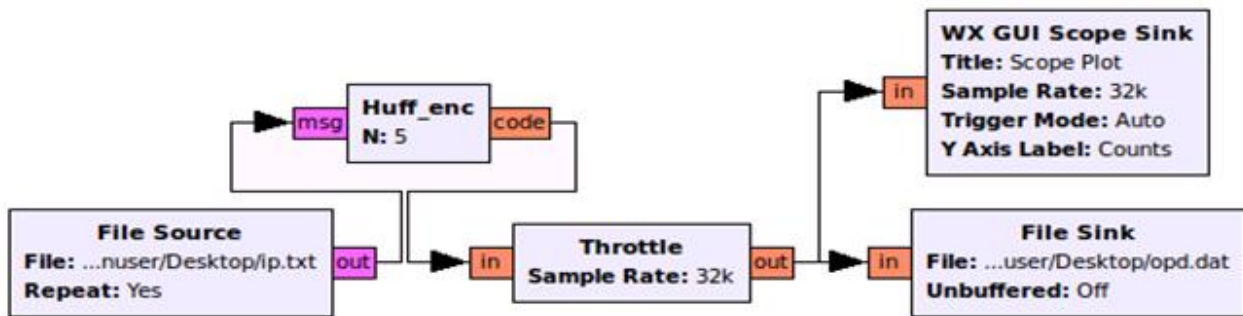 WX GUI Scope Sink
Title: Scope Plot
Sample Rate: 32k
Trigger Mode: Auto
Y Axis Label: Counts
in
Huff_enc
N: 5
msg
code
File Source
File: ...nuser/Desktop/ip.txt
Repeat: Yes
out
in
Throttle
Sample Rate: 32k
out
in
File Sink
File: ...user/Desktop/opd.dat
Unbuffered: Off